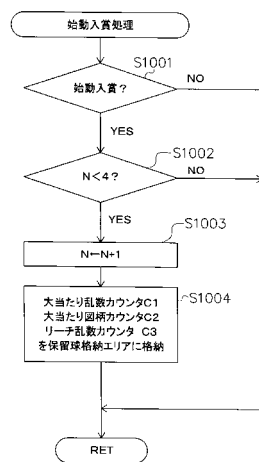 始動入賞処理
S1001
始動入賞？
NO
YES
S1002
N＜4？
NO
YES
S1003
N←N+1
S1004
大当たり乱数カウンタC1
大当たり図柄カウンタC2
リーチ乱数カウンタ C3
を保留球格納エリアに格納
RET